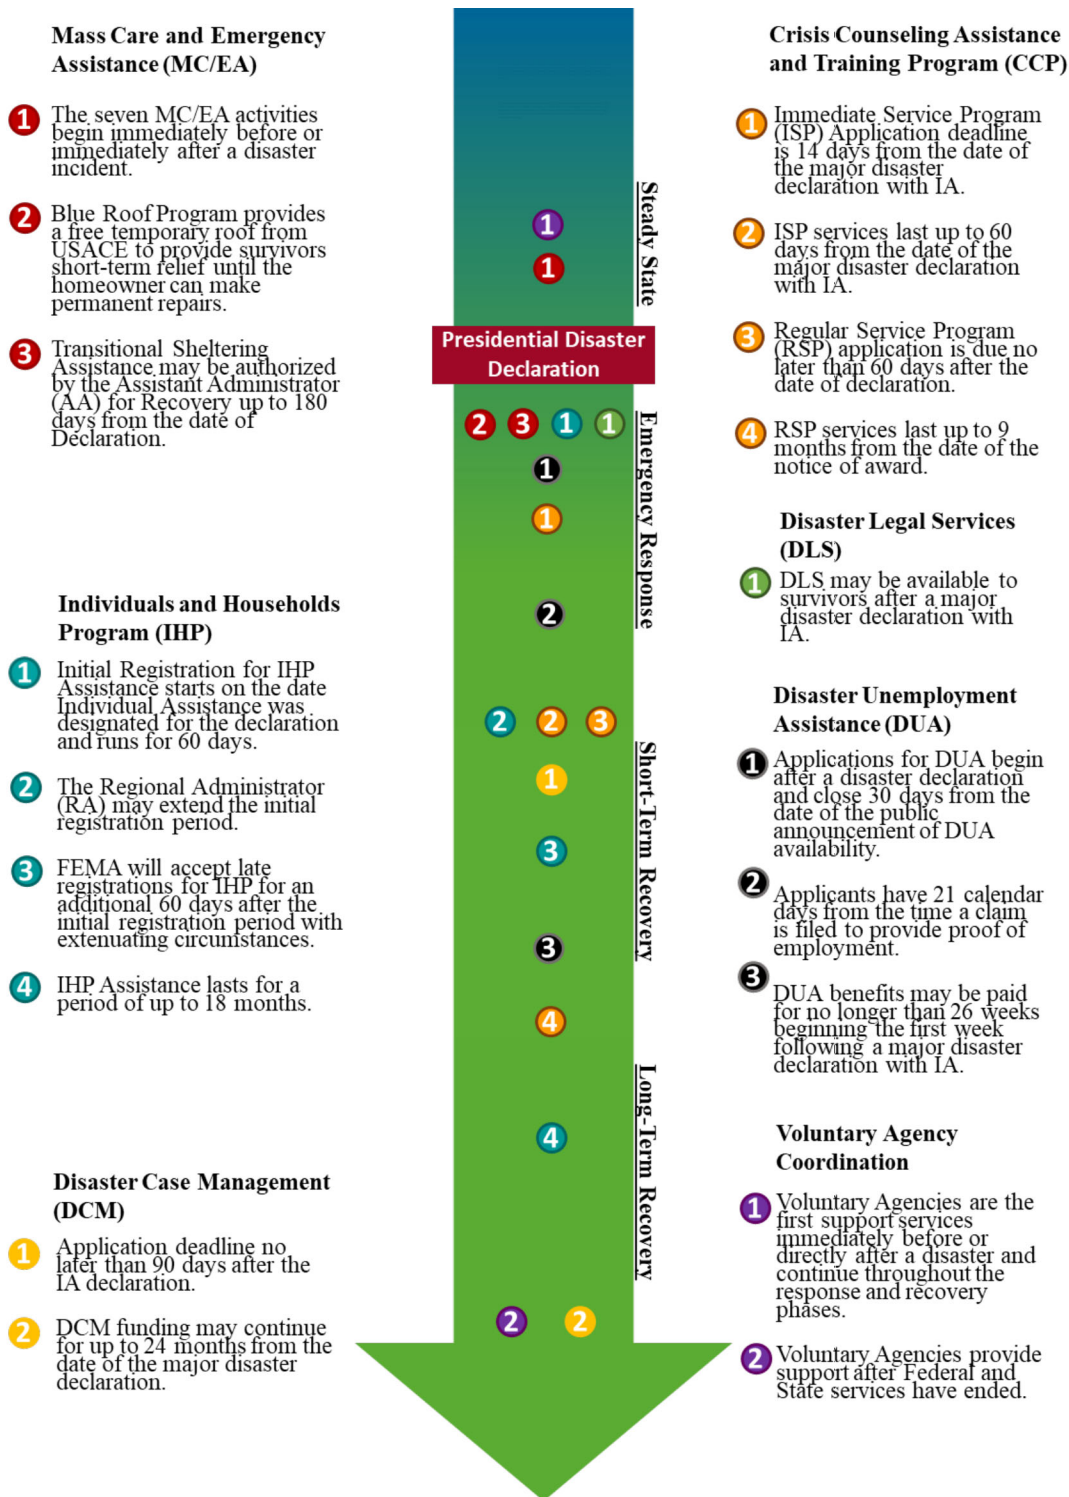 Mass Care and Emergency
Assistance (MC/EA)
1
The seven MC/EA activities
begin immediately before or
immediately after a disaster
incident.
2
Blue Roof Program provides
a free temporary roof from
USACE to provide survivors
short-term relief until the
homeowner can make
permanent repairs.
3
Transitional Sheltering
Assistance may be authorized
by the Assistant Administrator
(AA) for Recovery up to 180
days from the date of
Declaration.
Individuals and Households
Program (IHP)
1
Initial Registration for IHP
Assistance starts on the date
Individual Assistance was
designated for the declaration
and runs for 60 days.
2
The Regional Administrator
(RA) may extend the initial
registration period.
3
FEMA will accept late
registrations for IHP for an
additional 60 days after the
initial registration period with
extenuating circumstances.
4
IHP Assistance lasts for a
period of up to 18 months.
Disaster Case Management
(DCM)
1
Application deadline no
later than 90 days after the
IA declaration.
2
DCM funding may continue
for up to 24 months from the
date of the major disaster
declaration.
Steady State
1
1
Presidential Disaster
Declaration
Emergency Response
2 3 1 1
1
1
2
2 2 3
Short-Term Recovery
1
3
3
4
Long-Term Recovery
4
2 2
Crisis Counseling Assistance
and Training Program (CCP)
1
Immediate Service Program
(ISP) Application deadline
is 14 days from the date of
the major disaster
declaration with IA.
2
ISP services last up to 60
days from the date of the
major disaster declaration
with IA.
3
Regular Service Program
(RSP) application is due no
later than 60 days after the
date of declaration.
4
RSP services last up to 9
months from the date of the
notice of award.
Disaster Legal Services
(DLS)
1
DLS may be available to
survivors after a major
disaster declaration with
IA.
Disaster Unemployment
Assistance (DUA)
1
Applications for DUA begin
after a disaster declaration
and close 30 days from the
date of the public
announcement of DUA
availability.
2
Applicants have 21 calendar
days from the time a claim
is filed to provide proof of
employment.
3
DUA benefits may be paid
for no longer than 26 weeks
beginning the first week
following a major disaster
declaration with IA.
Voluntary Agency
Coordination
1
Voluntary Agencies are the
first support services
immediately before or
directly after a disaster and
continue throughout the
response and recovery
phases.
2
Voluntary Agencies provide
support after Federal and
State services have ended.